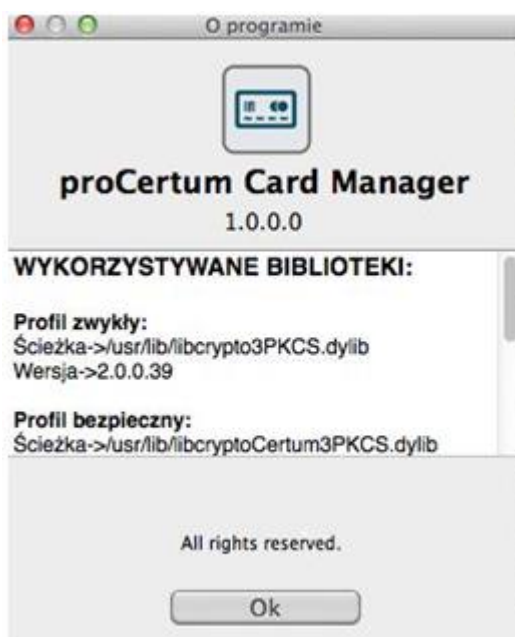 O programie
proCertum Card Manager
1.0.0.0
WYKORZYSTYWANE BIBLIOTEKI:
Profil zwykły:
Ścieżka->/usr/lib/libcrypto3PKCS.dylib
Wersja->2.0.0.39
Profil bezpieczny:
Ścieżka->/usr/lib/libcryptoCertum3PKCS.dylib
All rights reserved.
Ok